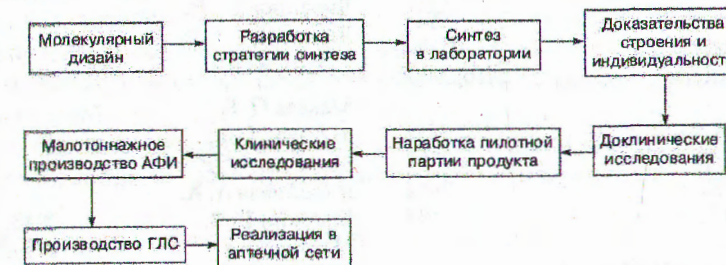 Молекулярный
дизайн
Разработка
стратегии синтеза
Синтез
в лаборатории
Доказательства
строения и
индивидуальност
Малотоннажное
производство АФИ
Клинические
исследования
Наработка пилотной
партии продукта
Доклинические
исследования
Производство ГЛС
Реализация в
аптечной сети